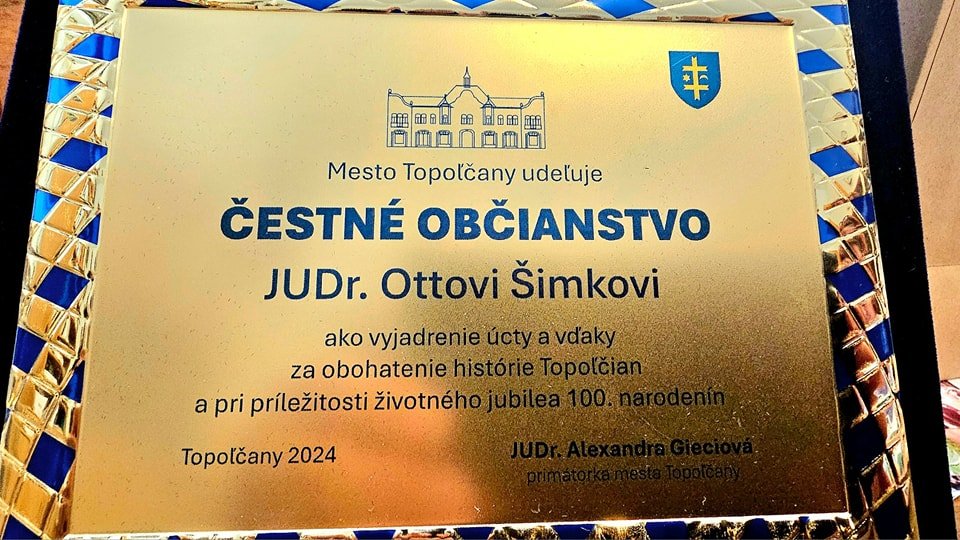 Mesto Topoľčany udeľuje
ČESTNÉ OBČIANSTVO
JUDr. Ottovi Šimkovi
ako vyjadrenie úcty a vďaky
za obohatenie histórie Topoľčian
a pri príležitosti životného jubilea 100. narodenín
Topoľčany 2024
JUDr. Alexandra Gieciová
primátorka mesta Topoľčany